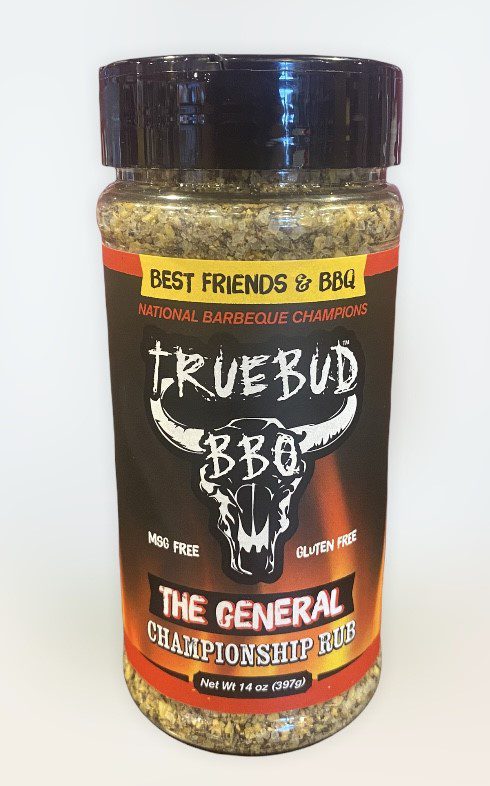 BEST FRIENDS & BBQ
NATIONAL BARBEQUE CHAMPIONS
TRUEBUD™
BBQ
MSG FREE
GLUTEN FREE
THE GENERAL
CHAMPIONSHIP RUB
Net Wt 14 oz (397g)